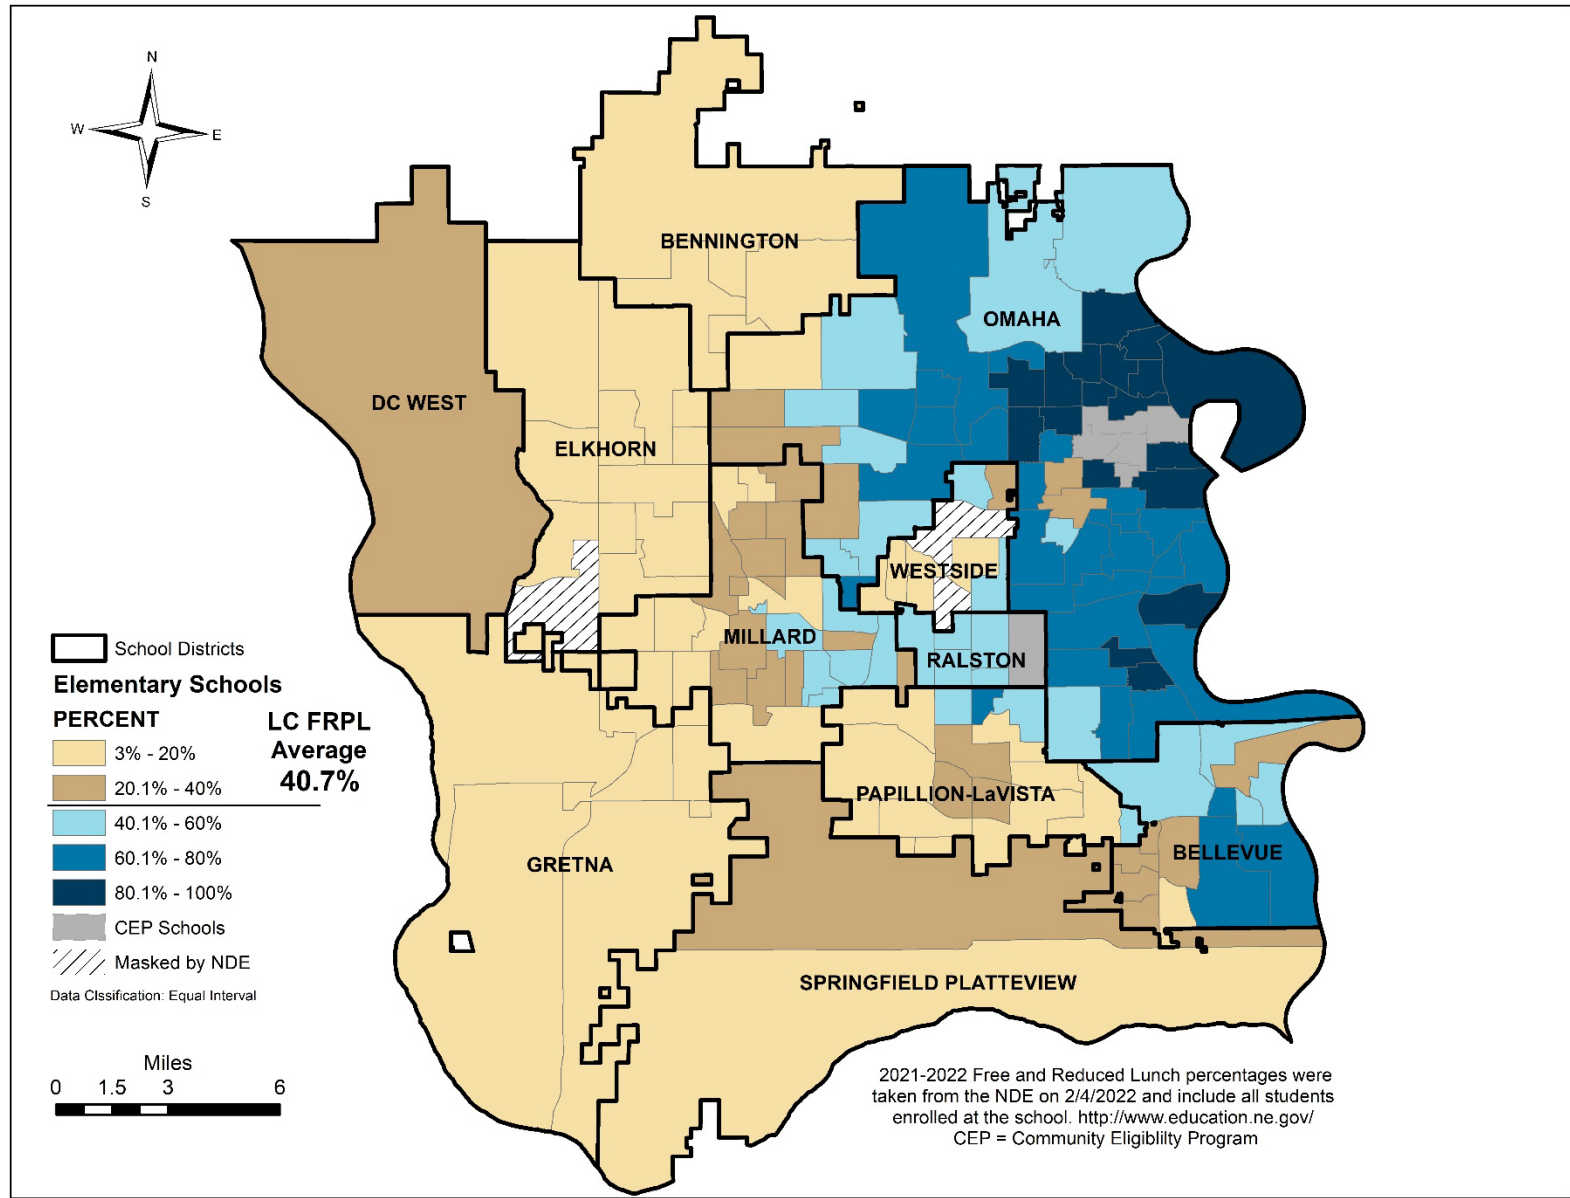 N
W
E
S
BENNINGTON
OMAHA
DC WEST
ELKHORN
WESTSIDE
MILLARD
RALSTON
PAPILLION-LaVISTA
BELLEVUE
GRETNA
SPRINGFIELD PLATTEVIEW
School Districts
Elementary Schools
PERCENT
LC FRPL
Average
40.7%
3% - 20%
20.1% - 40%
40.1% - 60%
60.1% - 80%
80.1% - 100%
CEP Schools
Masked by NDE
Data Clssification: Equal Interval
Miles
0 1.5 3 6
2021-2022 Free and Reduced Lunch percentages were
taken from the NDE on 2/4/2022 and include all students
enrolled at the school. http://www.education.ne.gov/
CEP = Community Eligiblilty Program